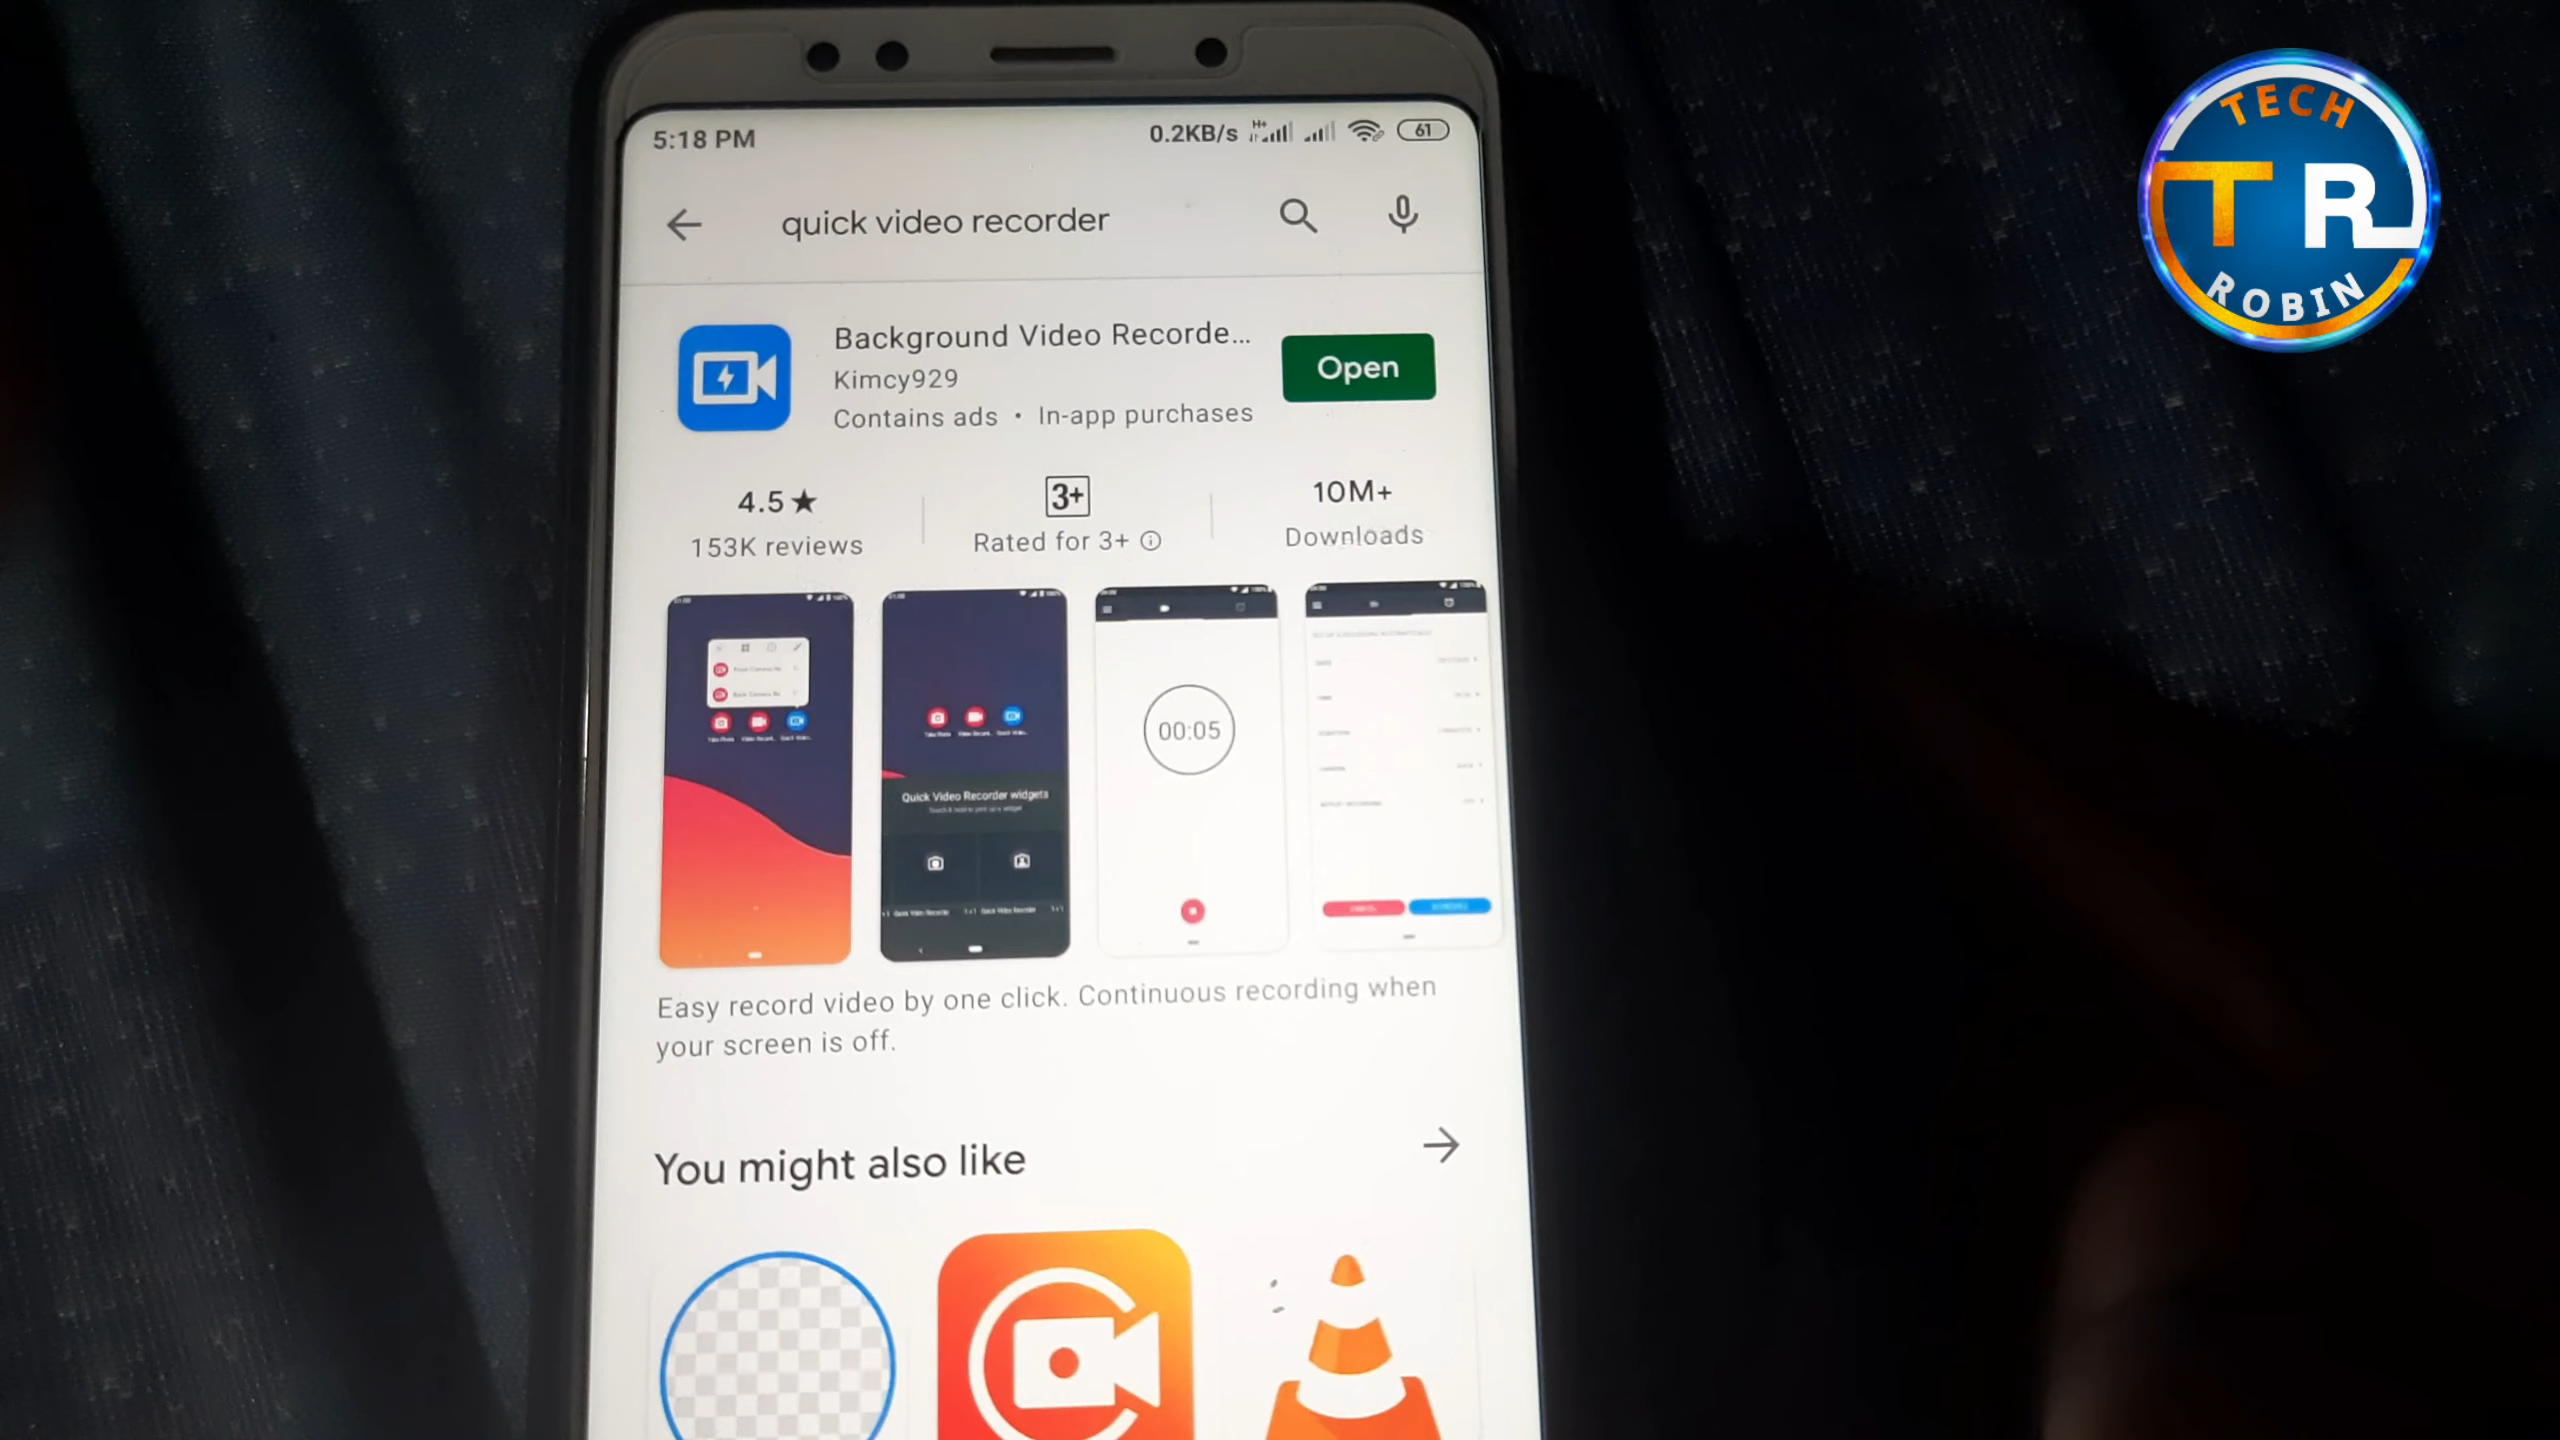 TECH
T R
ROBIN
5:18 PM
0.2KB/s H+ 61
quick video recorder
Background Video Recorde...
Kimcy929
Open
Contains ads • In-app purchases
4.5★
153K reviews
3+
Rated for 3+
10M+
Downloads
Quick Video Recorder widgets
00:05
Easy record video by one click. Continuous recording when
your screen is off.
You might also like